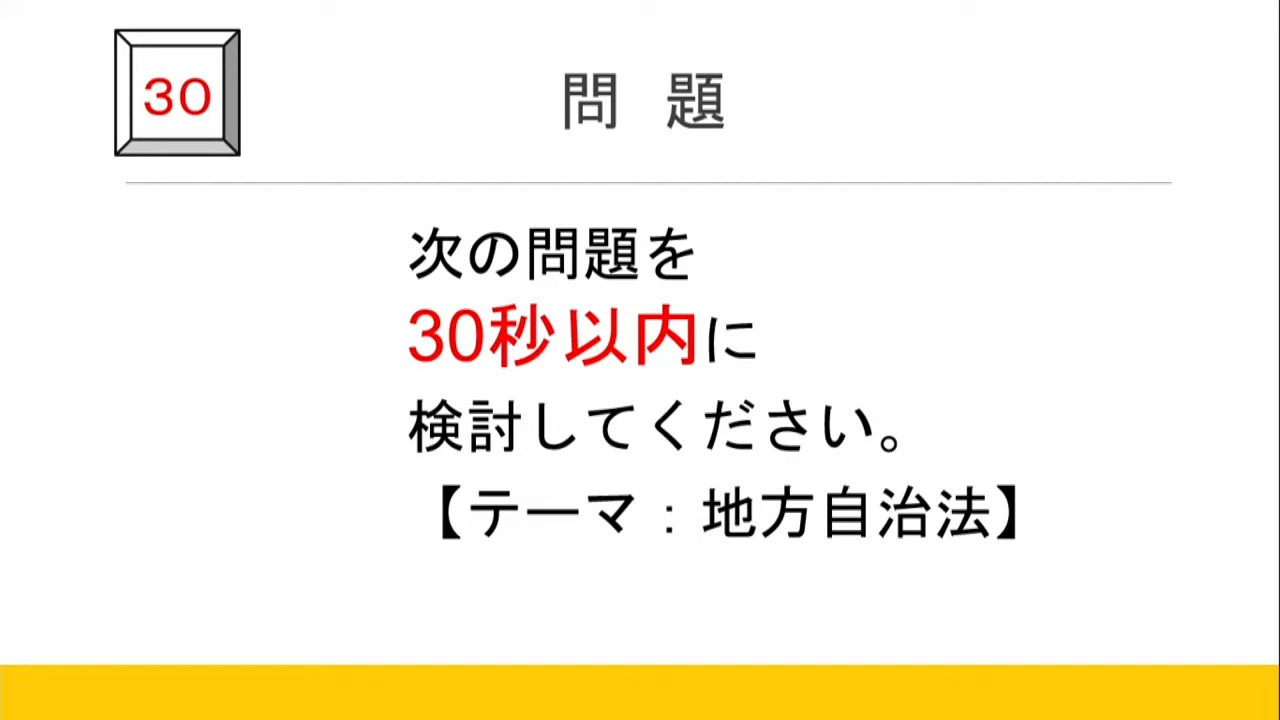 30
問 題
次の問題を
30秒以内に
検討してください。
【テーマ：地方自治法】